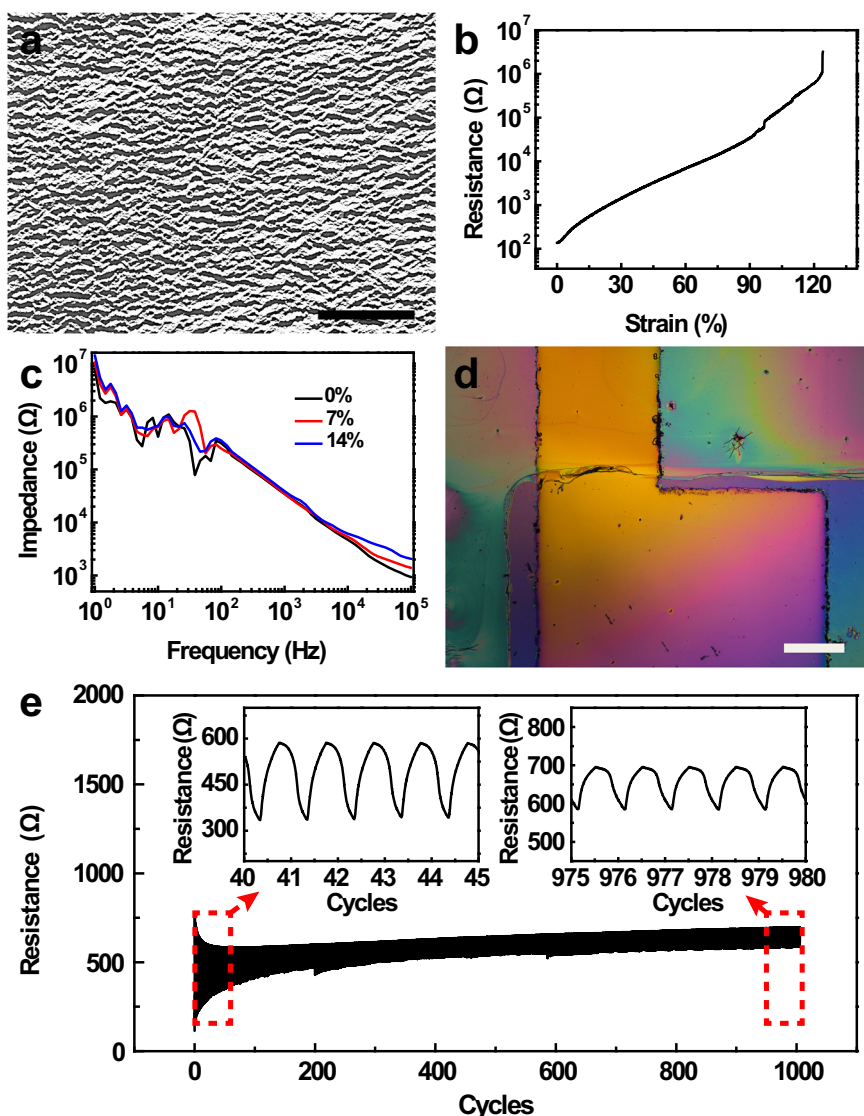 a
b
Resistance (Ω)
10⁶
10⁵
10⁴
10³
10²
0 30 60 90 120
Strain (%)
c
Impedance (Ω)
10⁷
10⁶
10⁵
10⁴
10³
0%
7%
14%
10⁰ 10¹ 10² 10³ 10⁴ 10⁵
Frequency (Hz)
d
e
Resistance (Ω)
2000
1500
1000
500
0
0 200 400 600 800 1000
Cycles
Resistance (Ω)
600
450
300
40 41 42 43 44 45
Cycles
Resistance (Ω)
800
700
600
500
975 976 977 978 979 980
Cycles